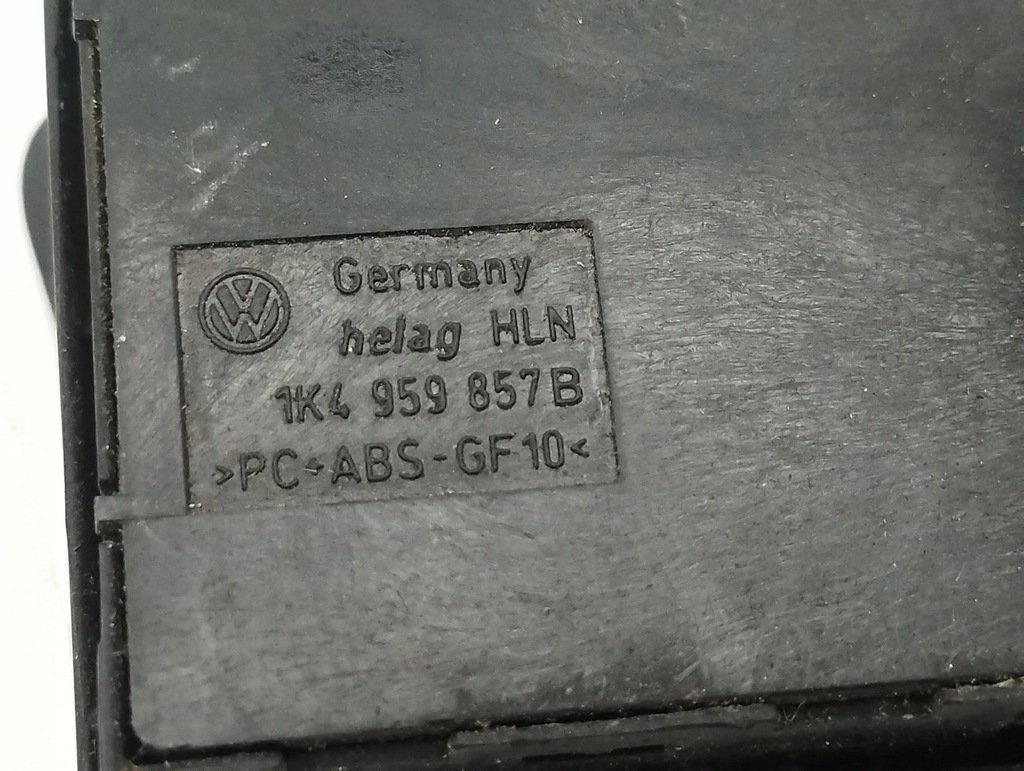 Germany
helag HLN
1K4 959 857B
>PC+ABS-GF10<